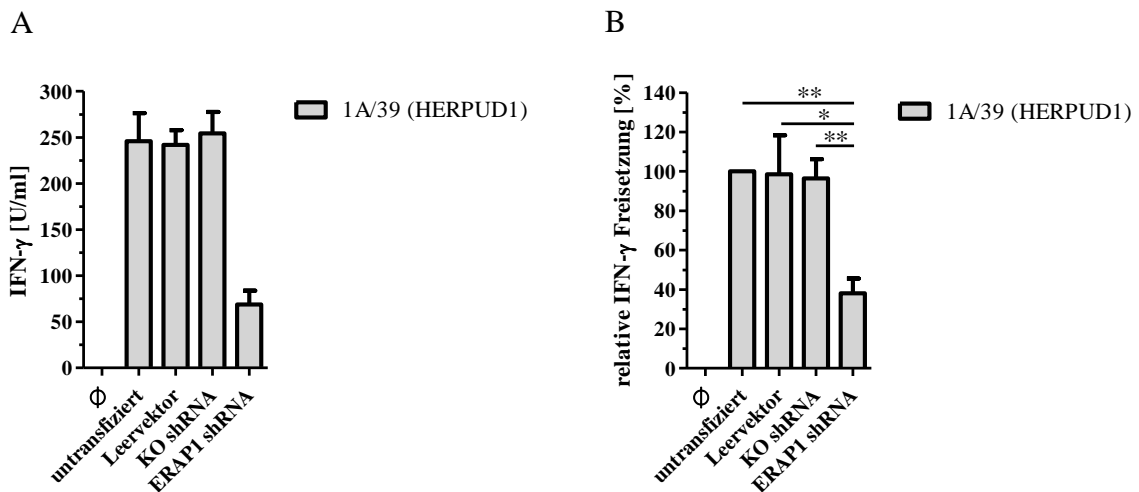 A
B
300
250
200
150
100
50
0
IFN-γ [U/ml]
1A/39 (HERPUD1)
ϕ
untransfiziert
Leervektor
KO shRNA
ERAP1 shRNA
140
120
100
80
60
40
20
0
relative IFN-γ Freisetzung [%]
**
*
**
1A/39 (HERPUD1)
ϕ
untransfiziert
Leervektor
KO shRNA
ERAP1 shRNA